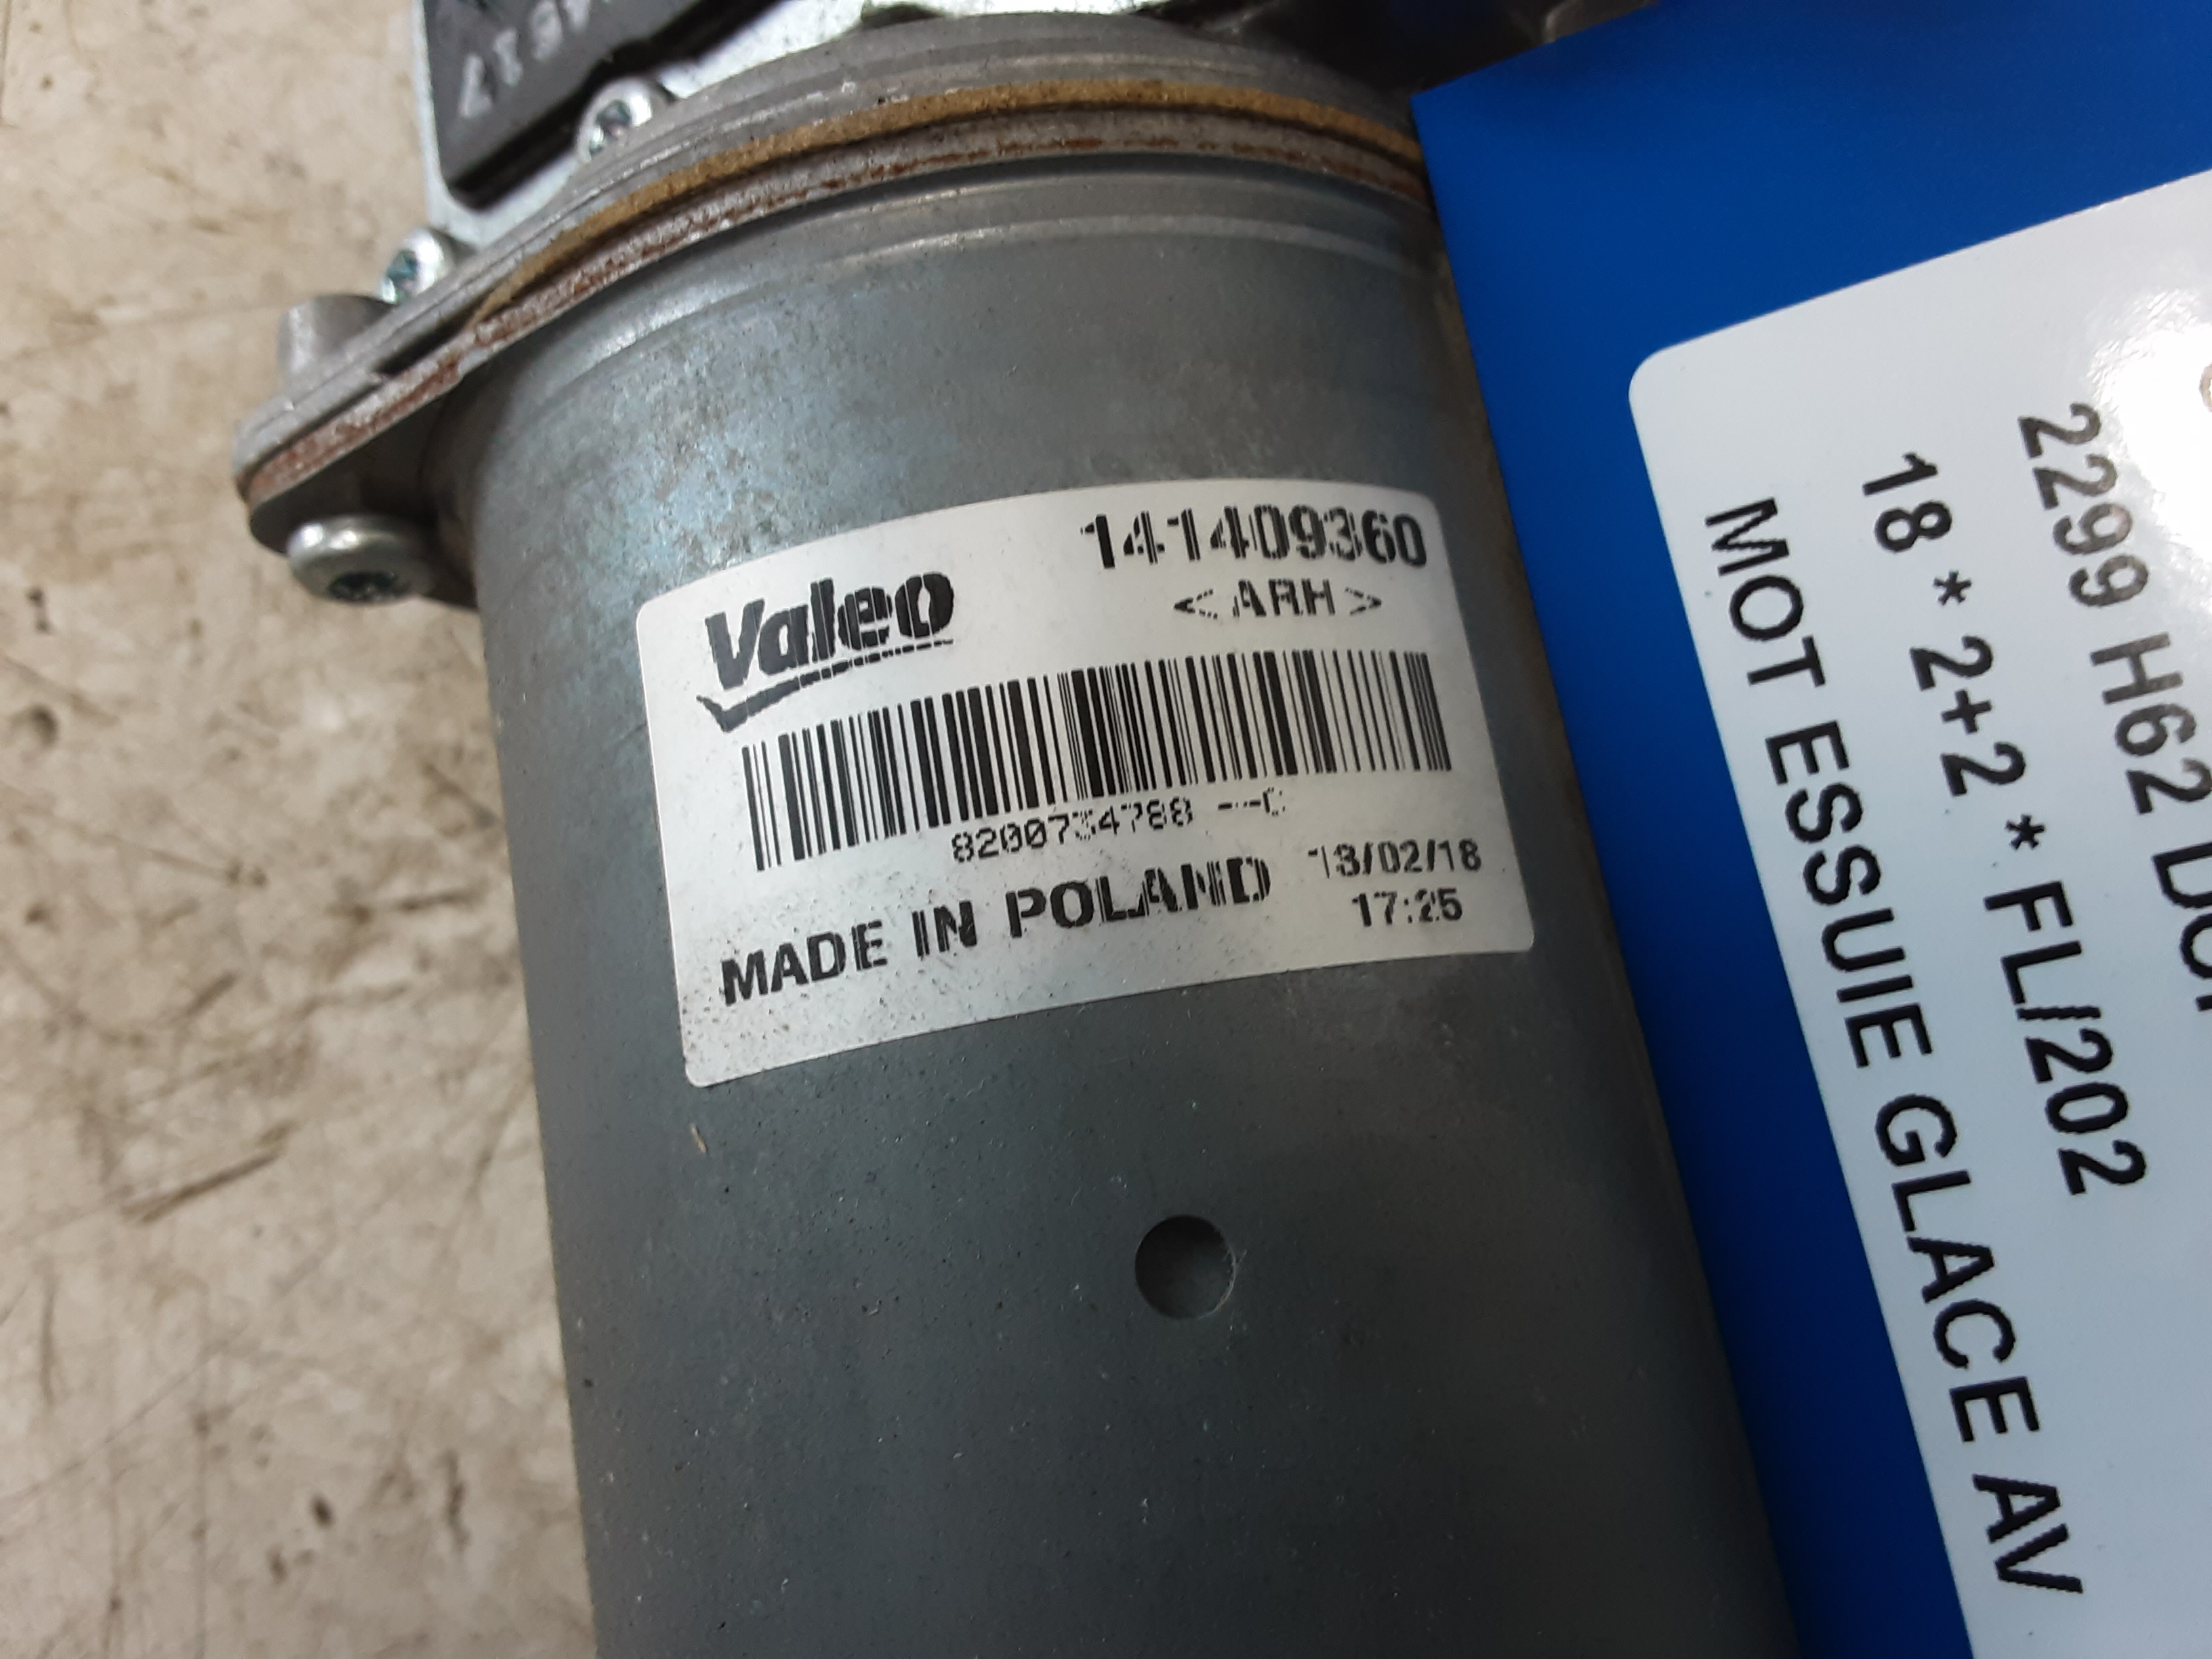 141409360
<ARH>
Valeo
8200734788 --C
MADE IN POLAND
13/02/18
17:25
2299 H62
18 * 2+2 * FL/202
MOT ESSUIE GLACE AV